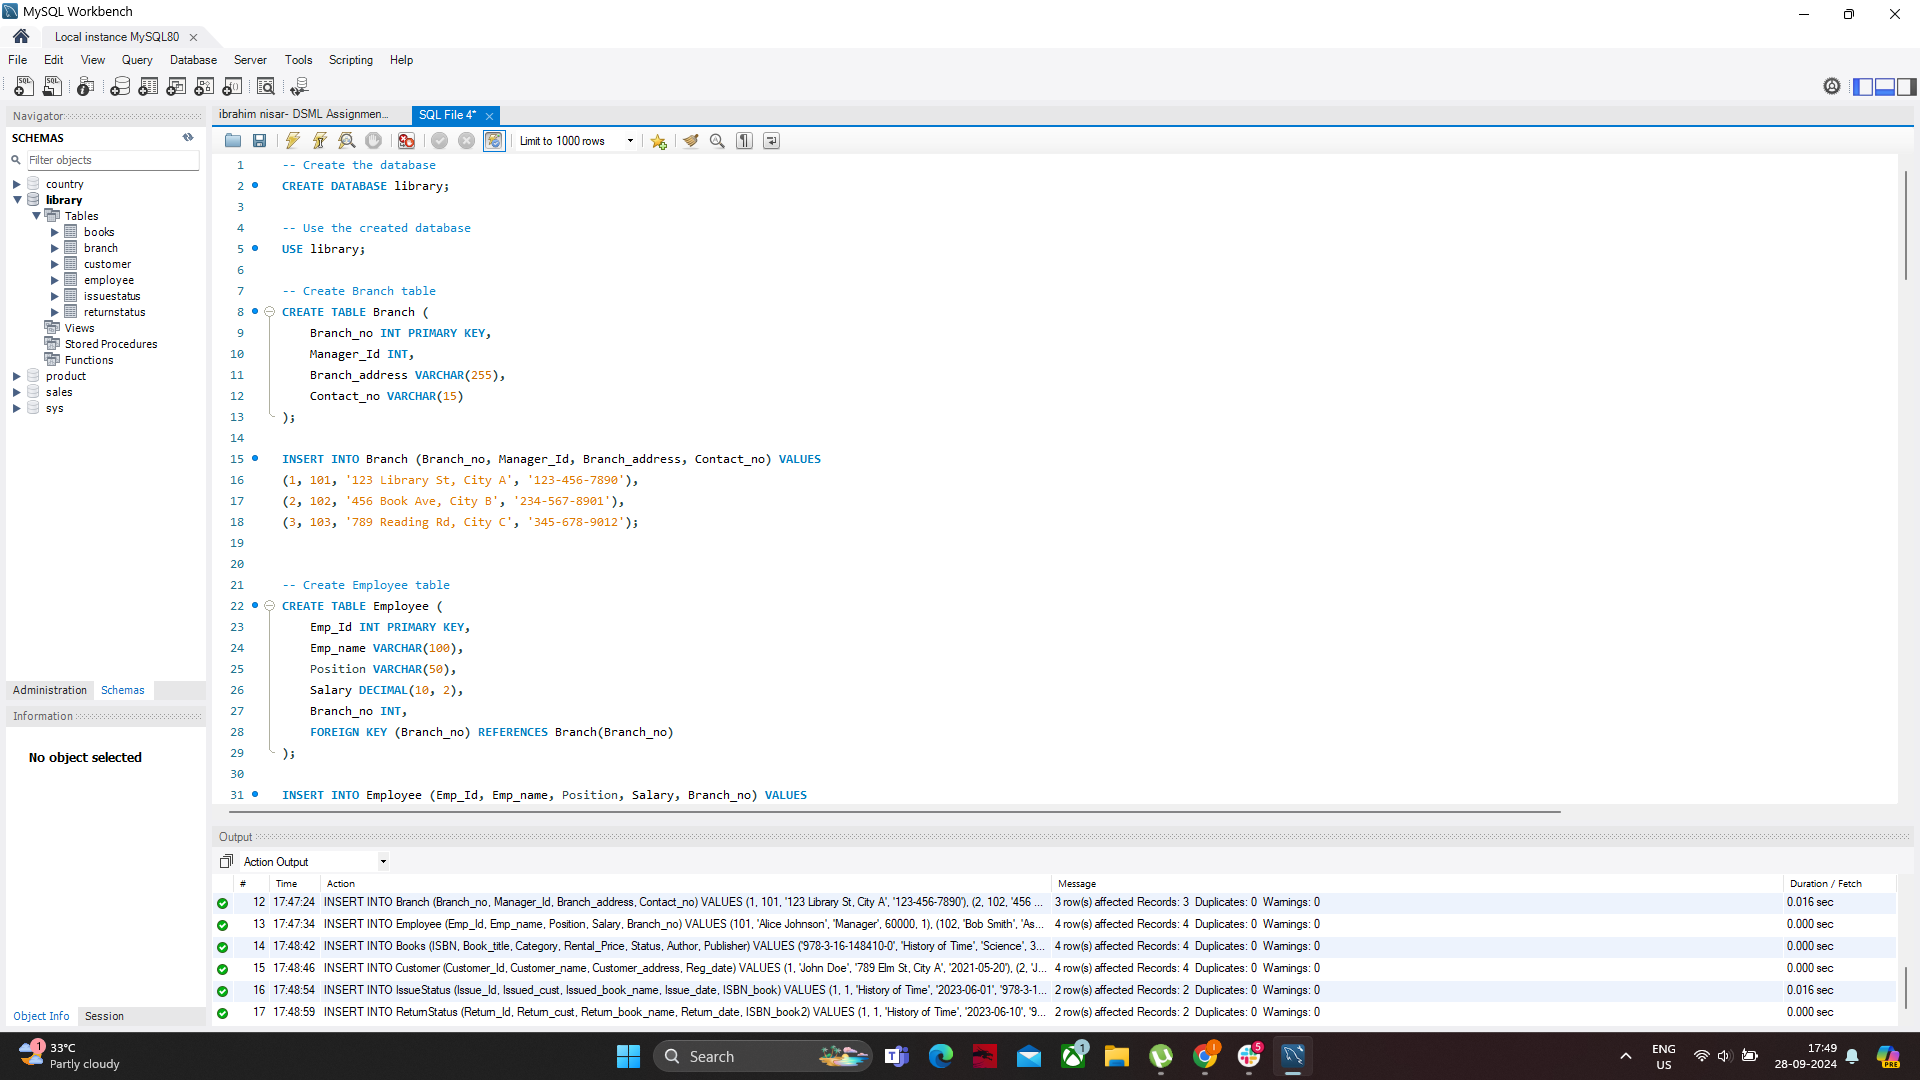 MySQL Workbench
Local instance MySQL80
File Edit View Query Database Server Tools Scripting Help
Navigator
SCHEMAS
Filter objects
country
library
Tables
books
branch
customer
employee
issuestatus
returnstatus
Views
Stored Procedures
Functions
product
sales
sys
Administration Schemas
Information
No object selected
Object Info Session
ibrahim nisar- DSML Assignmen...
SQL File 4*
Limit to 1000 rows
1 -- Create the database
2 CREATE DATABASE library;
3
4 -- Use the created database
5 USE library;
6
7 -- Create Branch table
8 CREATE TABLE Branch (
9 Branch_no INT PRIMARY KEY,
10 Manager_Id INT,
11 Branch_address VARCHAR(255),
12 Contact_no VARCHAR(15)
13 );
14
15 INSERT INTO Branch (Branch_no, Manager_Id, Branch_address, Contact_no) VALUES
16 (1, 101, '123 Library St, City A', '123-456-7890'),
17 (2, 102, '456 Book Ave, City B', '234-567-8901'),
18 (3, 103, '789 Reading Rd, City C', '345-678-9012');
19
20
21 -- Create Employee table
22 CREATE TABLE Employee (
23 Emp_Id INT PRIMARY KEY,
24 Emp_name VARCHAR(100),
25 Position VARCHAR(50),
26 Salary DECIMAL(10, 2),
27 Branch_no INT,
28 FOREIGN KEY (Branch_no) REFERENCES Branch(Branch_no)
29 );
30
31 INSERT INTO Employee (Emp_Id, Emp_name, Position, Salary, Branch_no) VALUES
Output
Action Output
# Time Action Message Duration / Fetch
12 17:47:24 INSERT INTO Branch (Branch_no, Manager_Id, Branch_address, Contact_no) VALUES (1, 101, '123 Library St, City A', '123-456-7890'), (2, 102, '456 ... 3 row(s) affected Records: 3 Duplicates: 0 Warnings: 0 0.016 sec
13 17:47:34 INSERT INTO Employee (Emp_Id, Emp_name, Position, Salary, Branch_no) VALUES (101, 'Alice Johnson', 'Manager', 60000, 1), (102, 'Bob Smith', 'As... 4 row(s) affected Records: 4 Duplicates: 0 Warnings: 0 0.000 sec
14 17:48:42 INSERT INTO Books (ISBN, Book_title, Category, Rental_Price, Status, Author, Publisher) VALUES ('978-3-16-148410-0', 'History of Time', 'Science', 3... 4 row(s) affected Records: 4 Duplicates: 0 Warnings: 0 0.000 sec
15 17:48:46 INSERT INTO Customer (Customer_Id, Customer_name, Customer_address, Reg_date) VALUES (1, 'John Doe', '789 Elm St, City A', '2021-05-20'), (2, 'J... 4 row(s) affected Records: 4 Duplicates: 0 Warnings: 0 0.000 sec
16 17:48:54 INSERT INTO IssueStatus (Issue_Id, Issued_cust, Issued_book_name, Issue_date, ISBN_book) VALUES (1, 1, 'History of Time', '2023-06-01', '978-3-1... 2 row(s) affected Records: 2 Duplicates: 0 Warnings: 0 0.016 sec
17 17:48:59 INSERT INTO ReturnStatus (Return_Id, Return_cust, Return_book_name, Return_date, ISBN_book2) VALUES (1, 1, 'History of Time', '2023-06-10', '9... 2 row(s) affected Records: 2 Duplicates: 0 Warnings: 0 0.000 sec
1 33°C
Partly cloudy
Search
1
1
5
ENG
US
17:49
28-09-2024
PRE